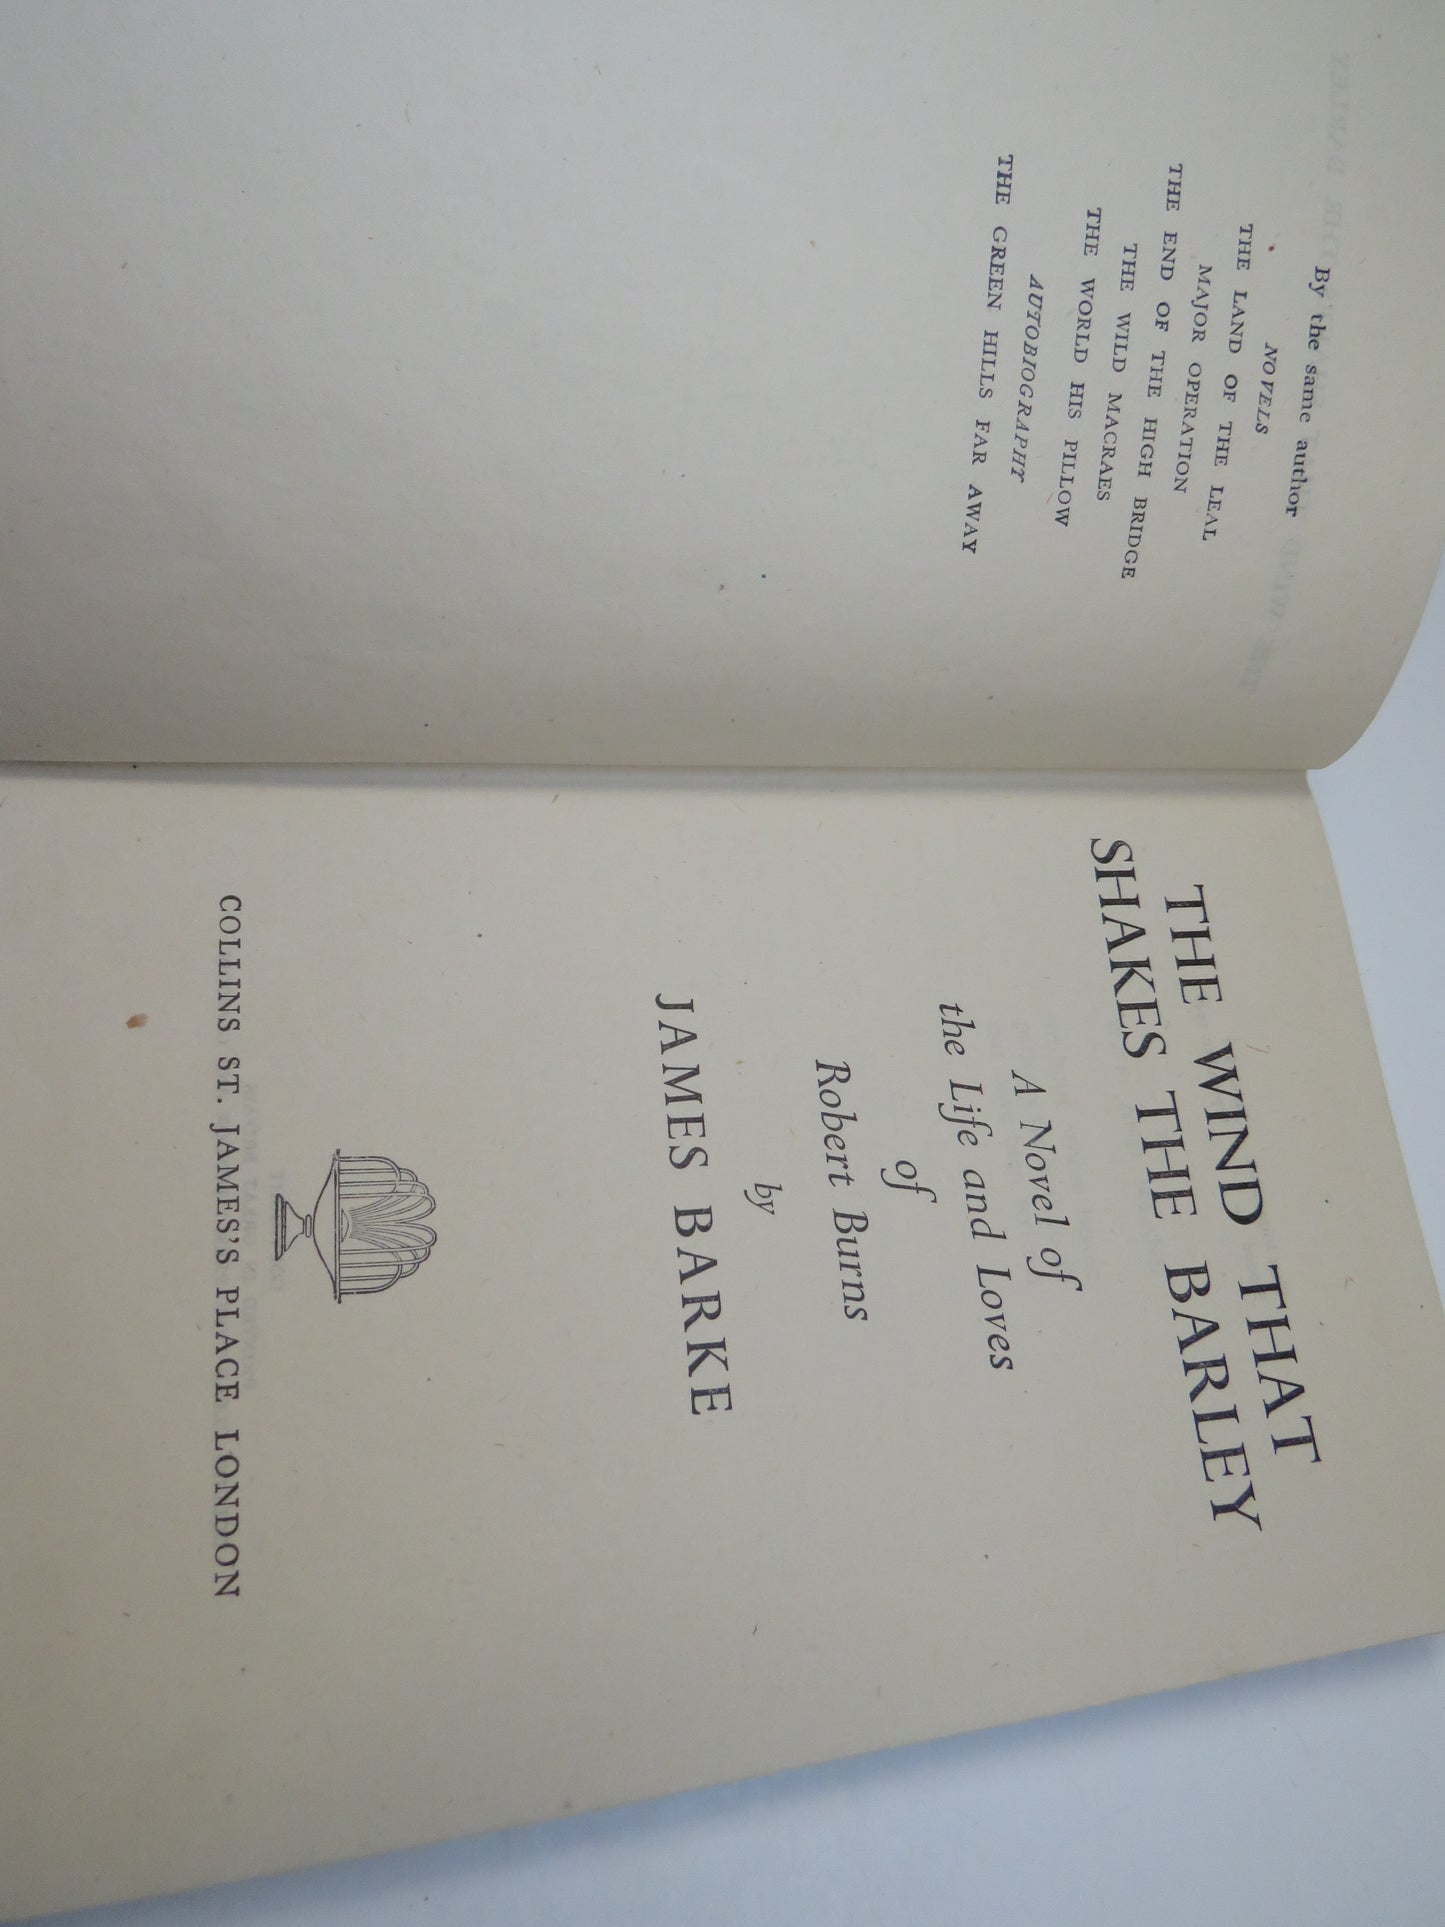 By the same author
NOVELS
THE LAND OF THE LEAL
MAJOR OPERATION
THE END OF THE HIGH BRIDGE
THE WILD MACRAES
THE WORLD HIS PILLOW
AUTOBIOGRAPHY
THE GREEN HILLS FAR AWAY
THE WIND THAT
SHAKES THE BARLEY
A Novel of
the Life and Loves
of
Robert Burns
by
JAMES BARKE
COLLINS ST. JAMES'S PLACE LONDON